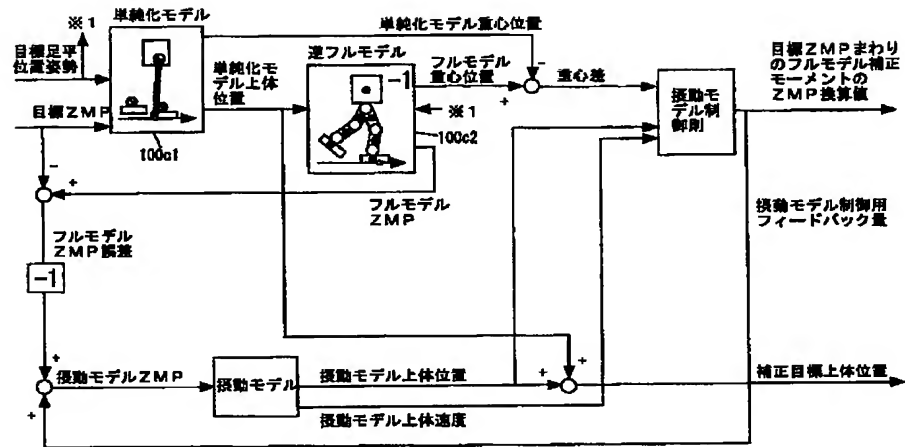 ※1
単純化モデル
目標足平
位置姿勢
目標ZMP
100c1
単純化モデル重心位置
単純化モ
デル上体
位置
逆フルモデル
-1
フルモデル
重心位置
※1
100c2
フルモデル
ZMP
重心差
摂動モ
デル制
御則
目標ZMPまわり
のフルモデル補正
モーメントの
ZMP換算値
摂動モデル制御用
フィードバック量
フルモデル
ZMP誤差
-1
摂動モデルZMP
摂動モデル
摂動モデル上体位置
摂動モデル上体速度
補正目標上体位置
-
+
-
+
+
+
+
+